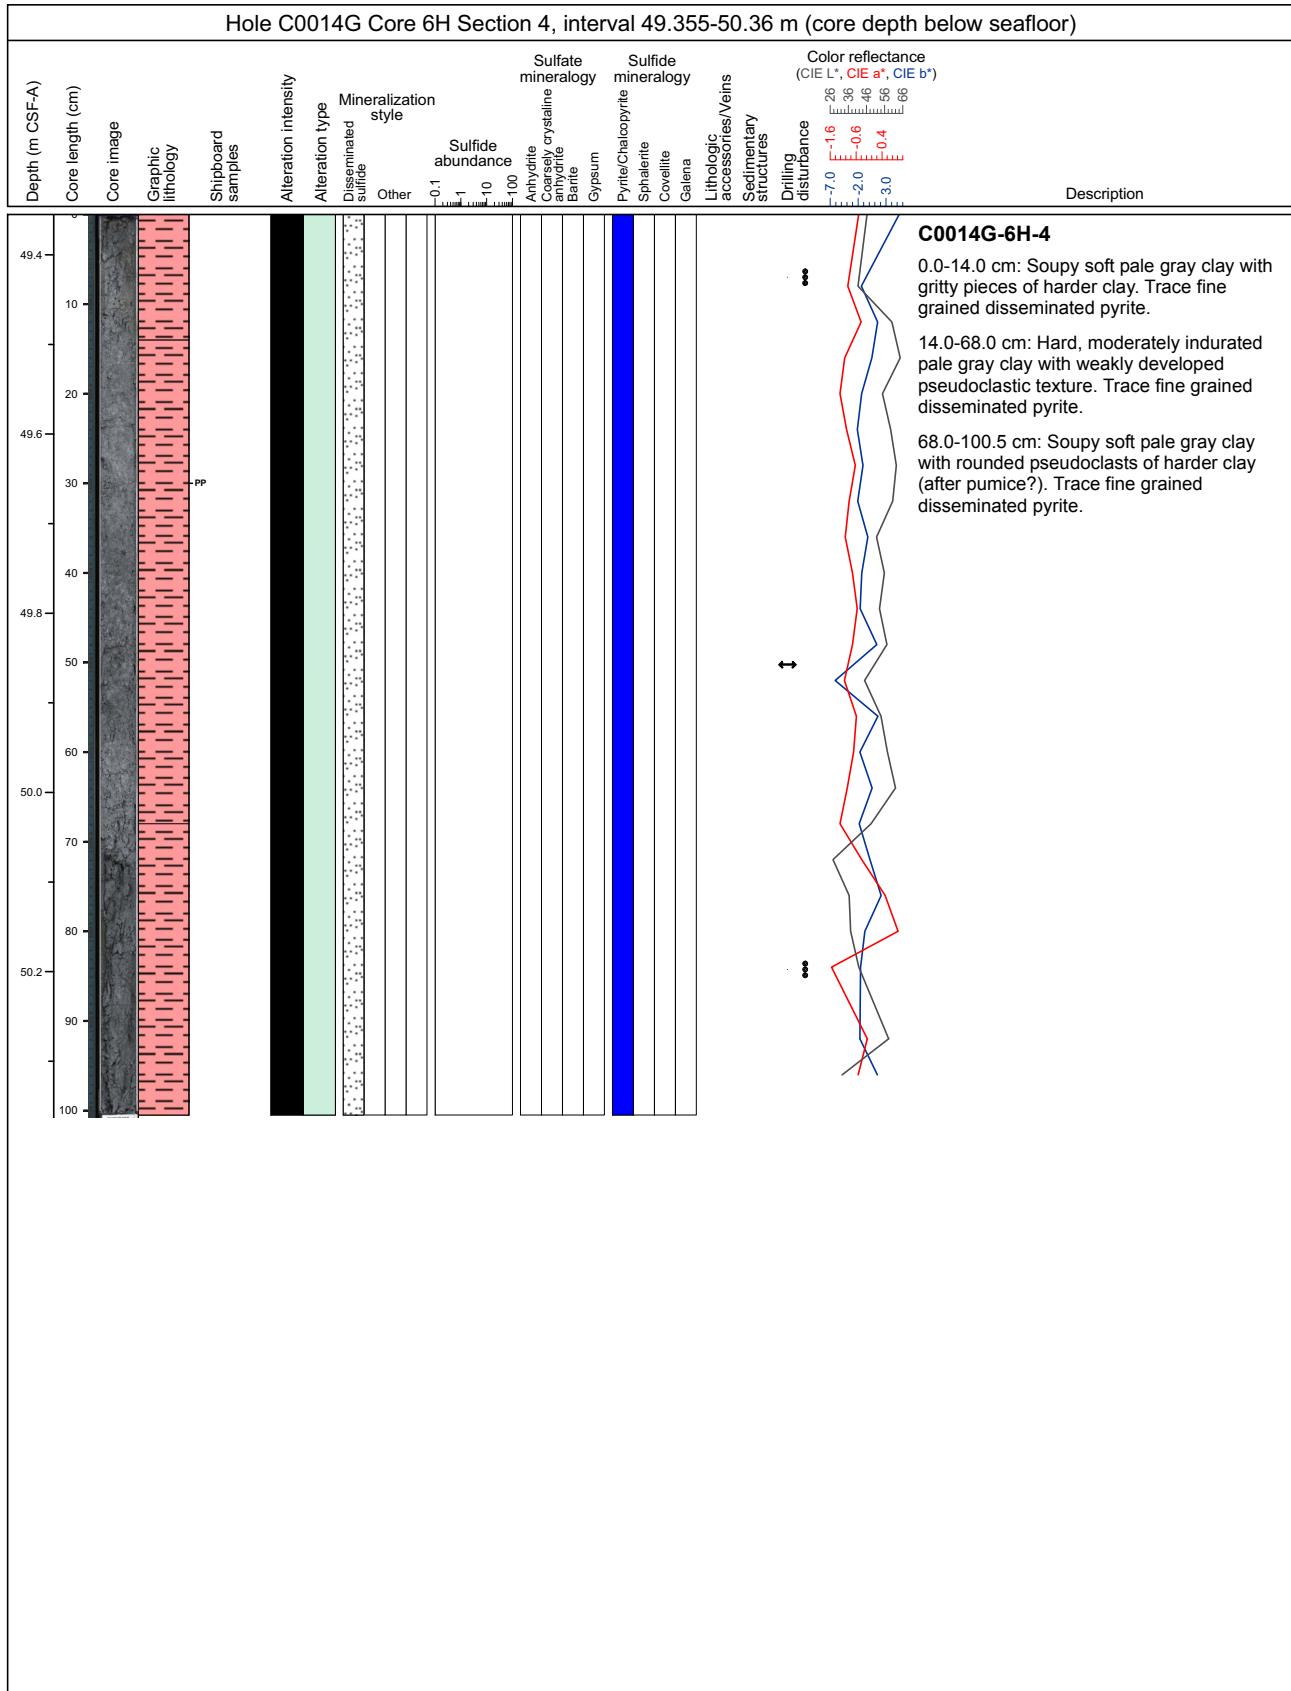 Hole C0014G Core 6H Section 4, interval 49.355-50.36 m (core depth below seafloor)
Depth (m CSF-A)
Core length (cm)
Core image
Graphic
lithology
Shipboard
samples
Alteration intensity
Alteration type
Mineralization
style
Disseminated
sulfide
Other
Sulfide
abundance
0.1
1
10
100
Sulfate
mineralogy
Anhydrite
Coarsely crystaline
anhydrite
Barite
Gypsum
Sulfide
mineralogy
Pyrite/Chalcopyrite
Sphalerite
Covellite
Galena
Lithologic
accessories/Veins
Sedimentary
structures
Drilling
disturbance
Color reflectance
(CIE L*, CIE a*, CIE b*)
26 36 46 56 66
-1.6 -0.6 0.4
-7.0 -2.0 3.0
Description
49.4
49.6
49.8
50.0
50.2
0
10
20
30
40
50
60
70
80
90
100
PP
C0014G-6H-4
0.0-14.0 cm: Soupy soft pale gray clay with
gritty pieces of harder clay. Trace fine
grained disseminated pyrite.
14.0-68.0 cm: Hard, moderately indurated
pale gray clay with weakly developed
pseudoclastic texture. Trace fine grained
disseminated pyrite.
68.0-100.5 cm: Soupy soft pale gray clay
with rounded pseudoclasts of harder clay
(after pumice?). Trace fine grained
disseminated pyrite.